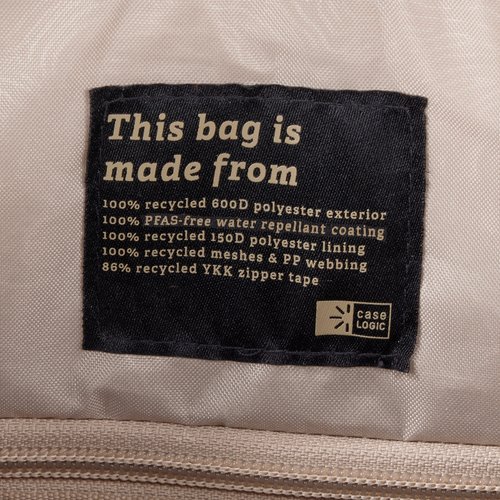 This bag is
made from
100% recycled 600D polyester exterior
100% PFAS-free water repellant coating
100% recycled 150D polyester lining
100% recycled meshes & PP webbing
86% recycled YKK zipper tape
case
LOGIC